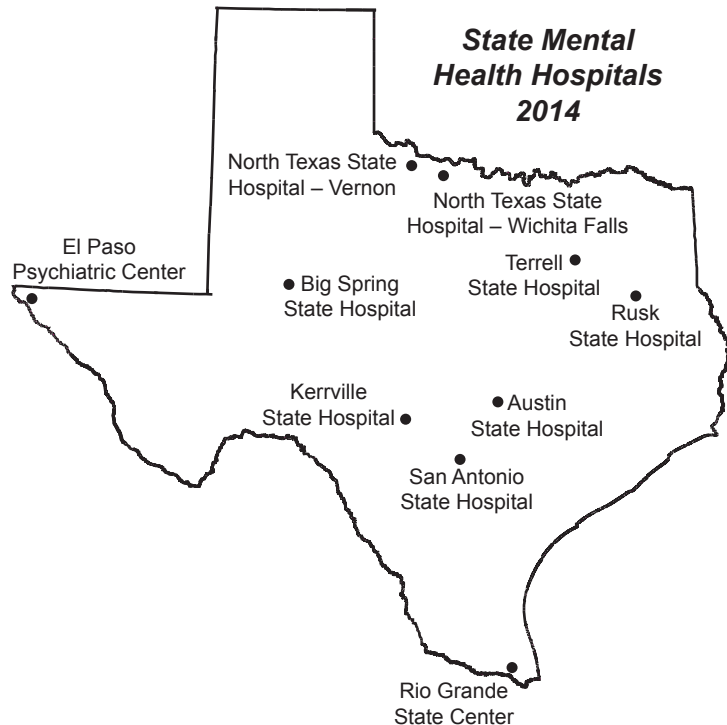 State Mental
Health Hospitals
2014
North Texas State
Hospital – Vernon
North Texas State
Hospital – Wichita Falls
El Paso
Psychiatric Center
Big Spring
State Hospital
Terrell
State Hospital
Rusk
State Hospital
Kerrville
State Hospital
Austin
State Hospital
San Antonio
State Hospital
Rio Grande
State Center